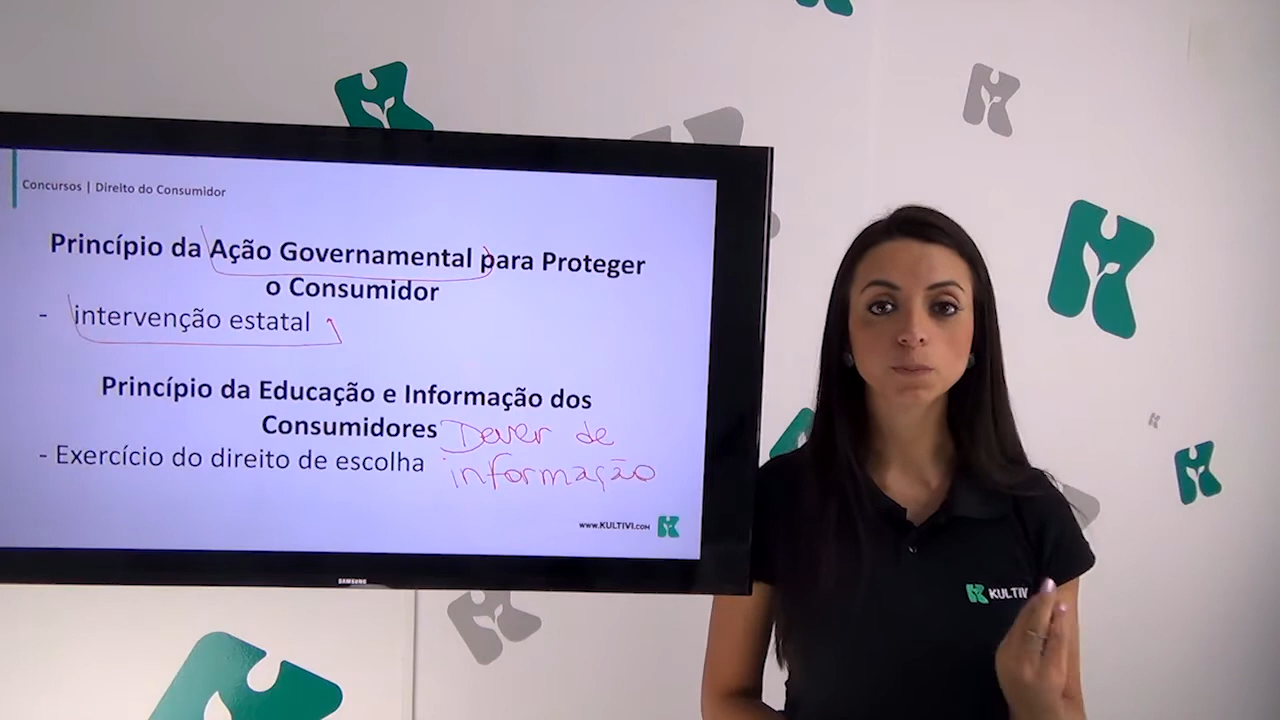 Concursos | Direito do Consumidor
Princípio da Ação Governamental para Proteger
o Consumidor
- intervenção estatal
Princípio da Educação e Informação dos
Consumidores Dever de
- Exercício do direito de escolha informação
www.KULTIVI.COM
SAMSUNG
KULTIVI